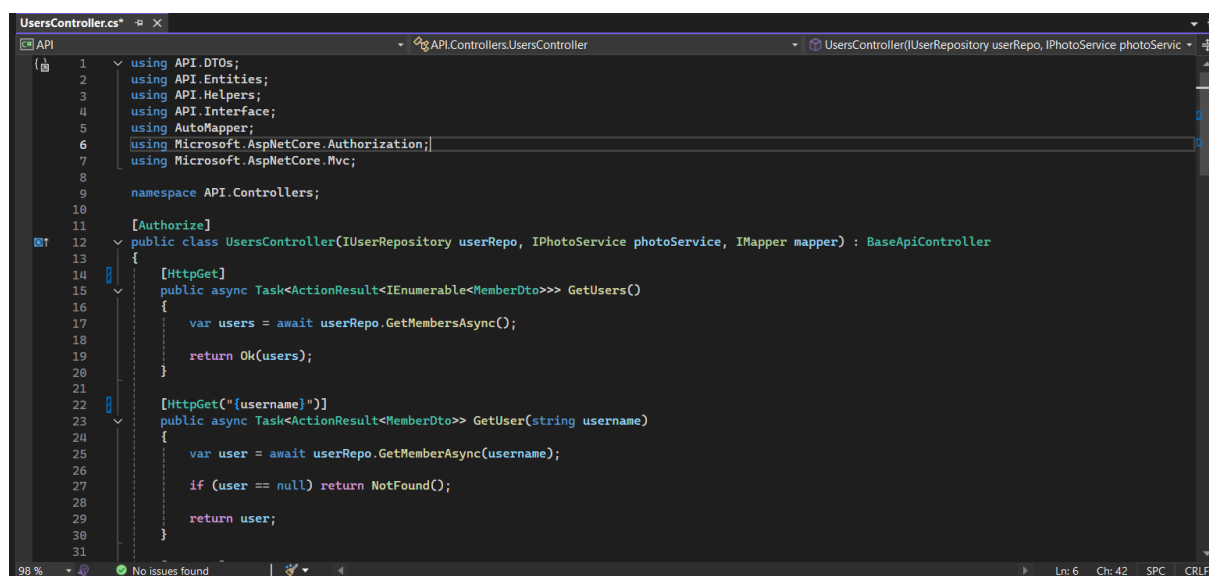 UsersController.cs*
API API.Controllers.UsersController UsersController(IUserRepository userRepo, IPhotoService photoServic
1 using API.DTOs;
2 using API.Entities;
3 using API.Helpers;
4 using API.Interface;
5 using AutoMapper;
6 using Microsoft.AspNetCore.Authorization;
7 using Microsoft.AspNetCore.Mvc;
8
9 namespace API.Controllers;
10
11 [Authorize]
12 public class UsersController(IUserRepository userRepo, IPhotoService photoService, IMapper mapper) : BaseApiController
13 {
14 [HttpGet]
15 public async Task<ActionResult<IEnumerable<MemberDto>>> GetUsers()
16 {
17 var users = await userRepo.GetMembersAsync();
18
19 return Ok(users);
20 }
21
22 [HttpGet("{username}")]
23 public async Task<ActionResult<MemberDto>> GetUser(string username)
24 {
25 var user = await userRepo.GetMemberAsync(username);
26
27 if (user == null) return NotFound();
28
29 return user;
30 }
31
98 % No issues found Ln: 6 Ch: 42 SPC CRLF